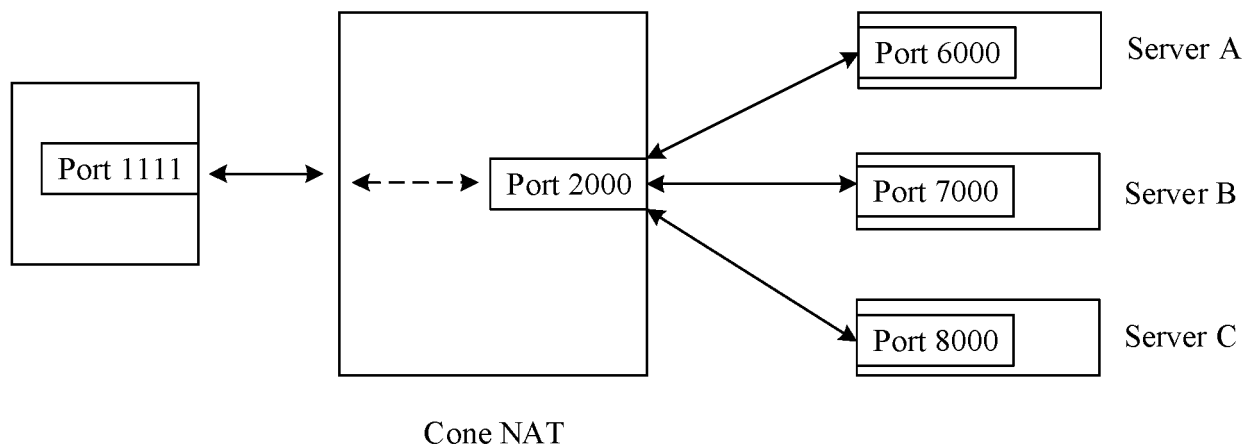 Port 6000
Server A
Port 1111
Port 2000
Port 7000
Server B
Port 8000
Server C
Cone NAT